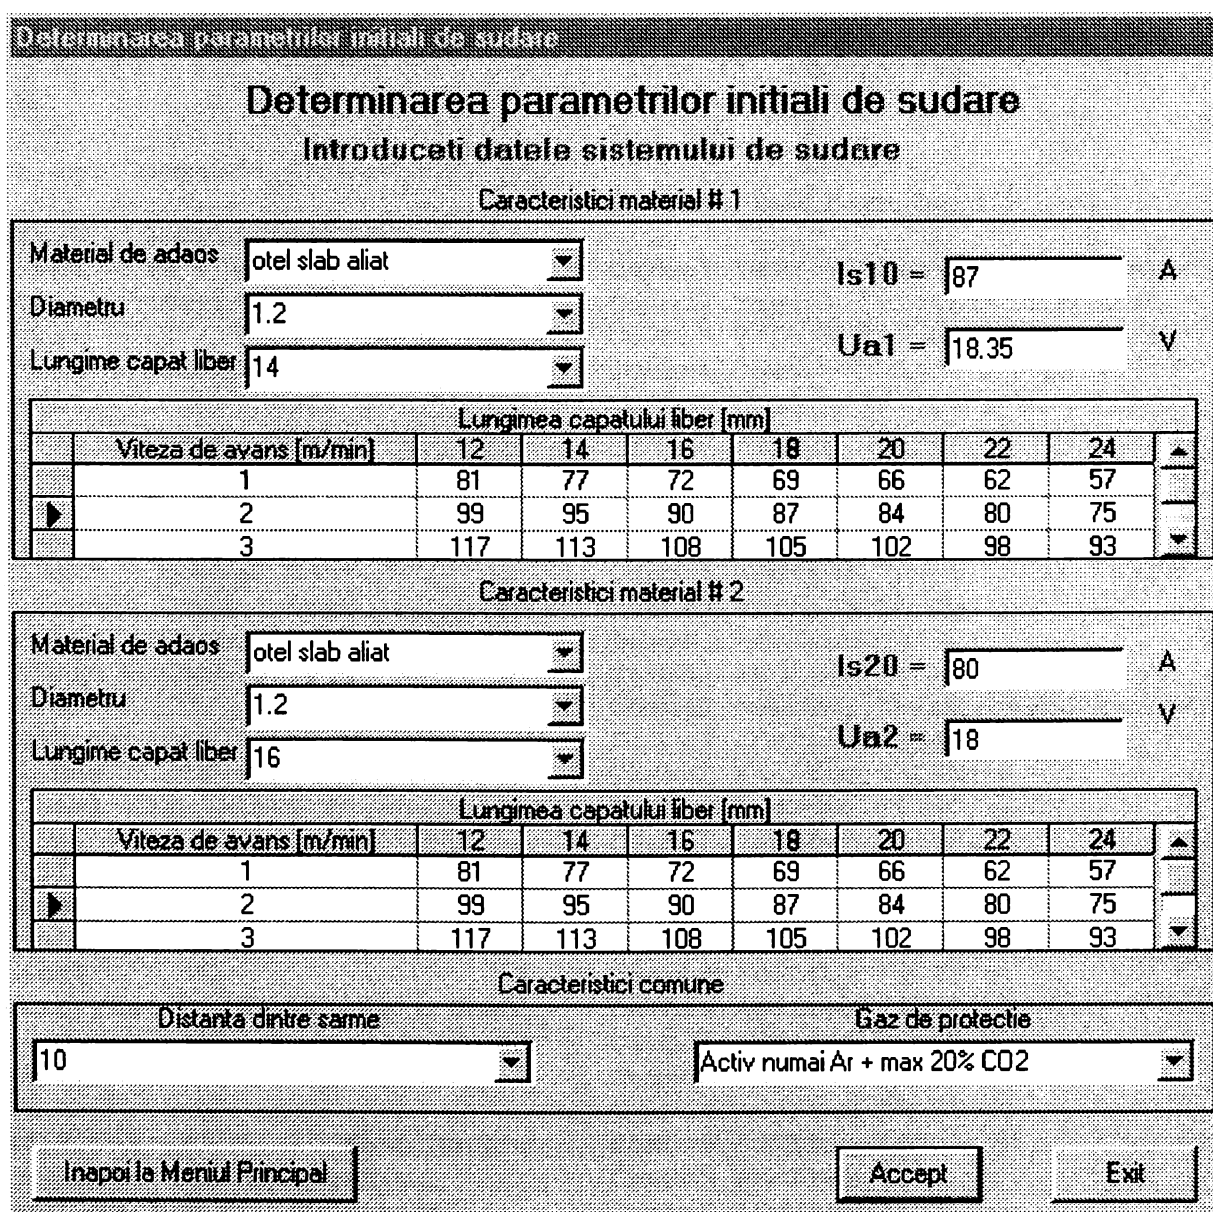 Determinarea parametrilor initiali de sudare
Determinarea parametrilor initiali de sudare
Introduceti datele sistemului de sudare
Caracteristici material # 1
Material de adaos otel slab aliat Is10 = 87 A
Diametru 1.2
Ua1 = 18.35 V
Lungime capat liber 14
Lungimea capatului liber [mm]
Viteza de avans [m/min] 12 14 16 18 20 22 24
1 81 77 72 69 66 62 57
2 99 95 90 87 84 80 75
3 117 113 108 105 102 98 93
Caracteristici material # 2
Material de adaos otel slab aliat Is20 = 80 A
Diametru 1.2 V
Ua2 = 18
Lungime capat liber 16
Lungimea capatului liber [mm]
Viteza de avans [m/min] 12 14 16 18 20 22 24
1 81 77 72 69 66 62 57
2 99 95 90 87 84 80 75
3 117 113 108 105 102 98 93
Caracteristici comune
Distanta dintre sarme Gaz de protectie
10 Activ numai Ar + max 20% CO2
Inapoi la Meniul Principal Accept Exit